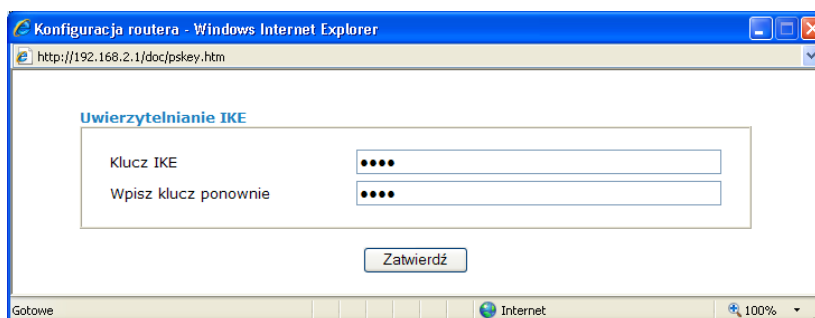 Konfiguracja routera - Windows Internet Explorer
http://192.168.2.1/doc/pskey.htm
Uwierzytelnianie IKE
Klucz IKE ••••
Wpisz klucz ponownie ••••
Zatwierdź
Gotowe Internet 100%